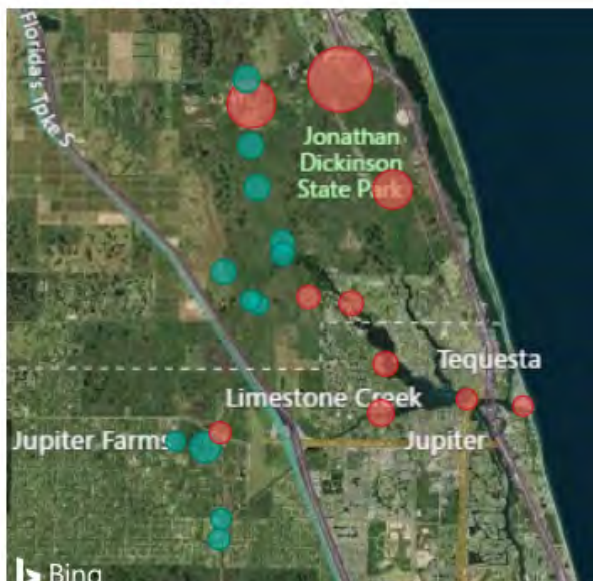 Florida's Tpke S
Jonathan
Dickinson
State Park
Tequesta
Limestone Creek
Jupiter Farms
Jupiter
Bing